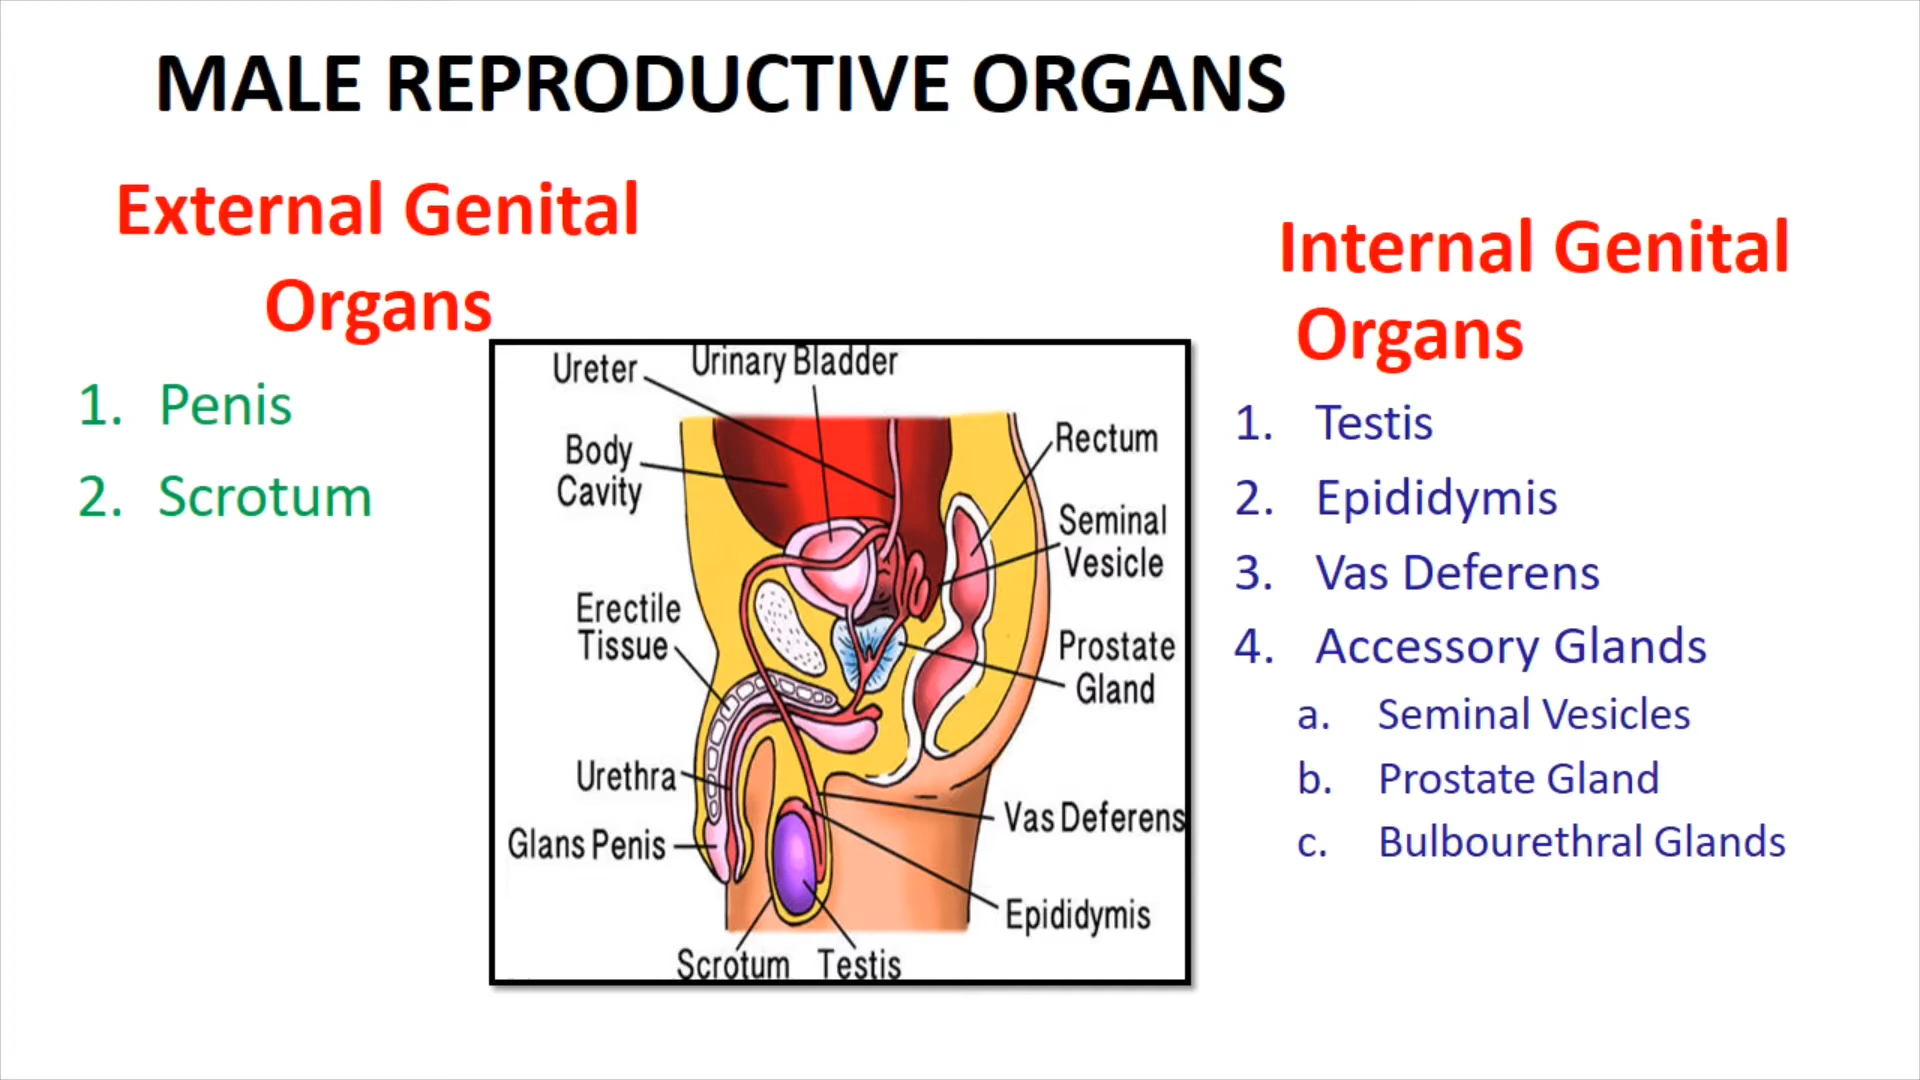 MALE REPRODUCTIVE ORGANS
External Genital
Organs
1. Penis
2. Scrotum
Ureter
Urinary Bladder
Body
Cavity
Rectum
Seminal
Vesicle
Erectile
Tissue
Prostate
Gland
Urethra
Glans Penis
Vas Deferens
Epididymis
Scrotum
Testis
Internal Genital
Organs
1. Testis
2. Epididymis
3. Vas Deferens
4. Accessory Glands
a. Seminal Vesicles
b. Prostate Gland
c. Bulbourethral Glands